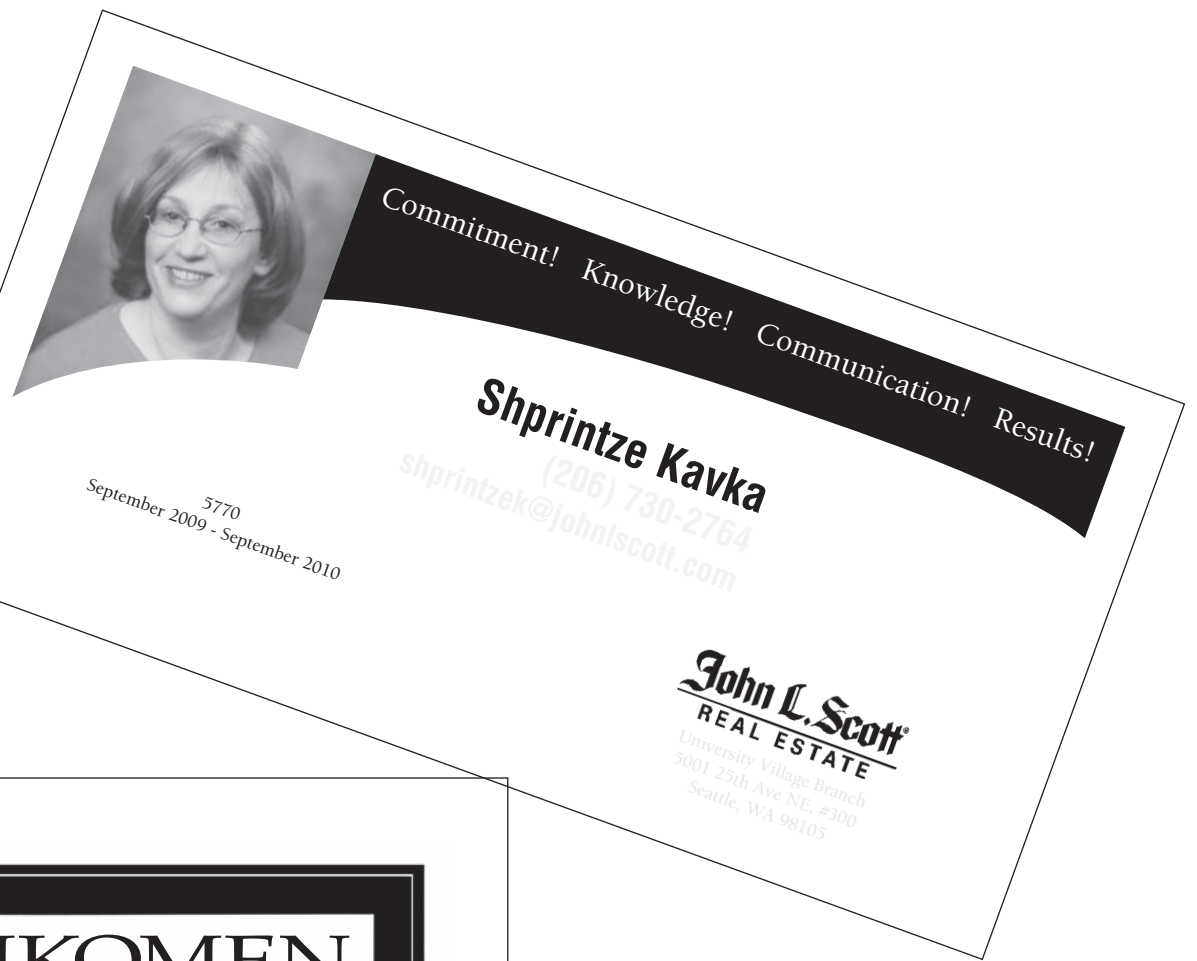 Commitment! Knowledge! Communication! Results!
Shprintze Kavka
(206) 730-2764
shprintzek@johnlscott.com
5770
September 2009 - September 2010
John L. Scott®
REAL ESTATE
University Village Branch
5001 25th Ave NE, #300
Seattle, WA 98105